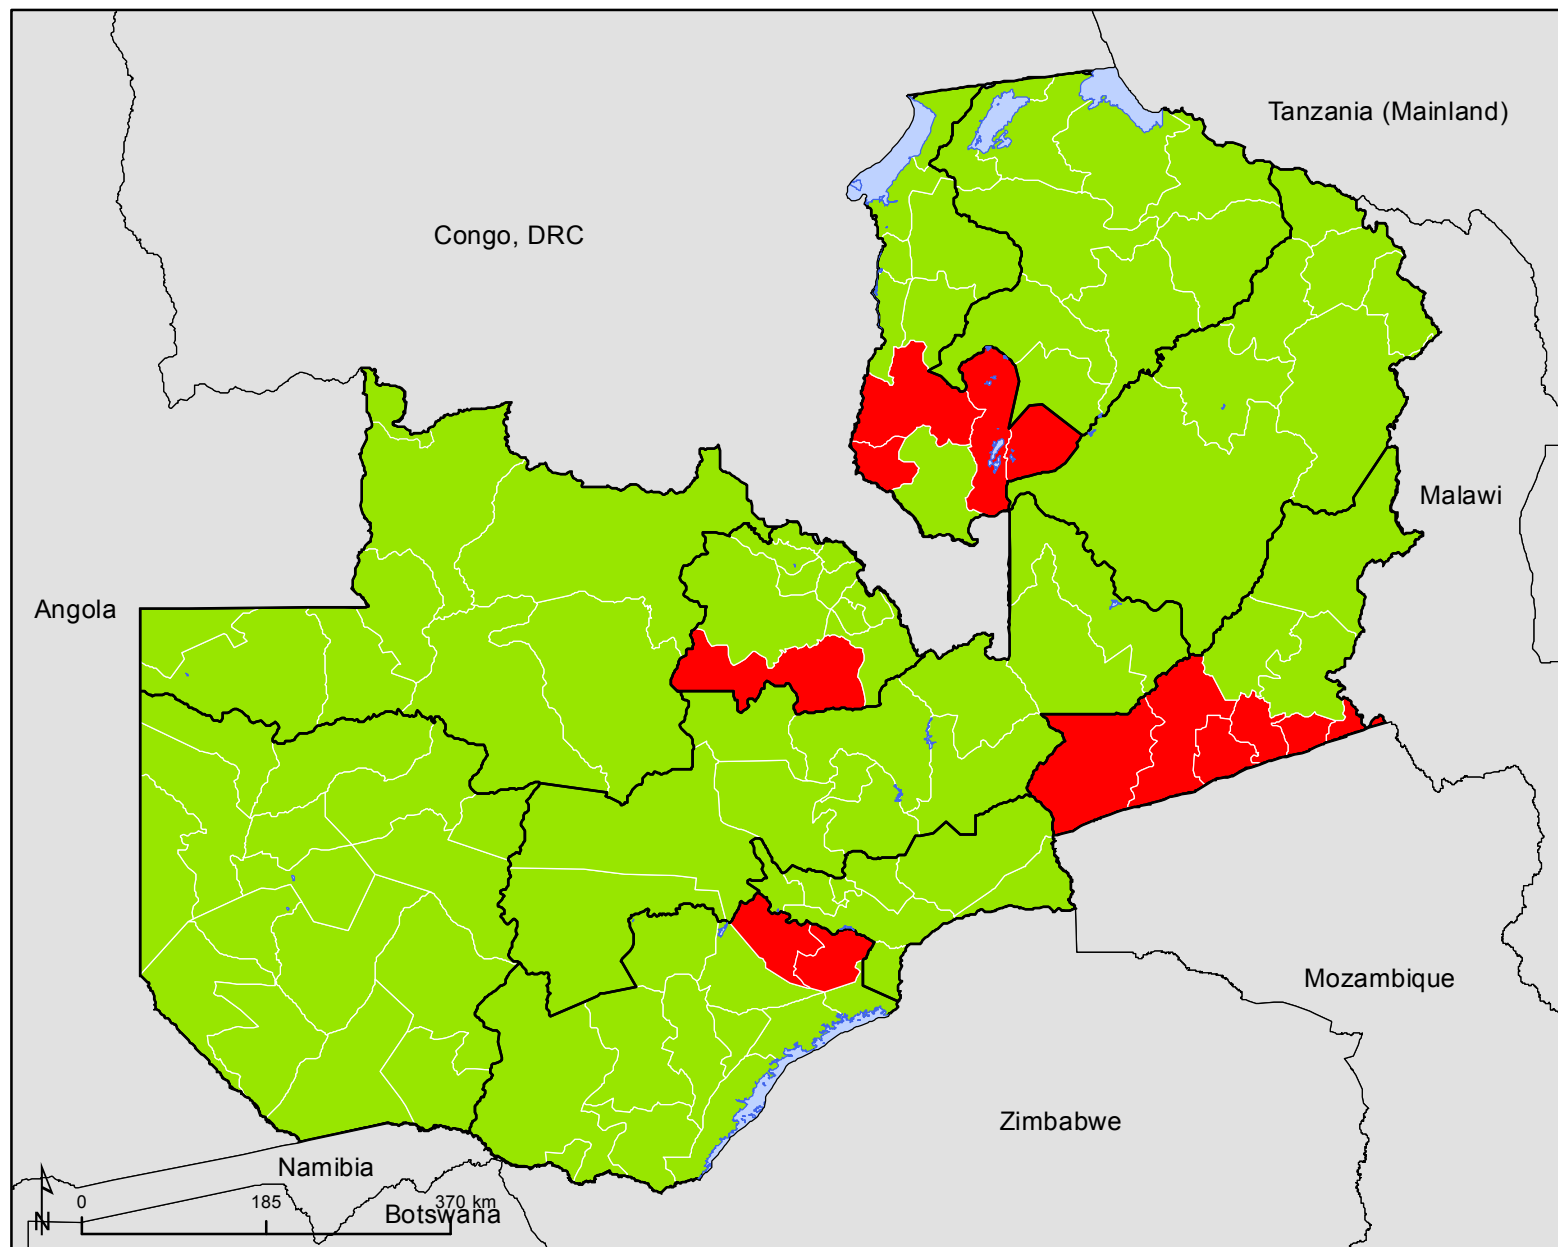 Tanzania (Mainland)
Congo, DRC
Malawi
Angola
Mozambique
Zimbabwe
Namibia
Botswana
N
0 185 370 km